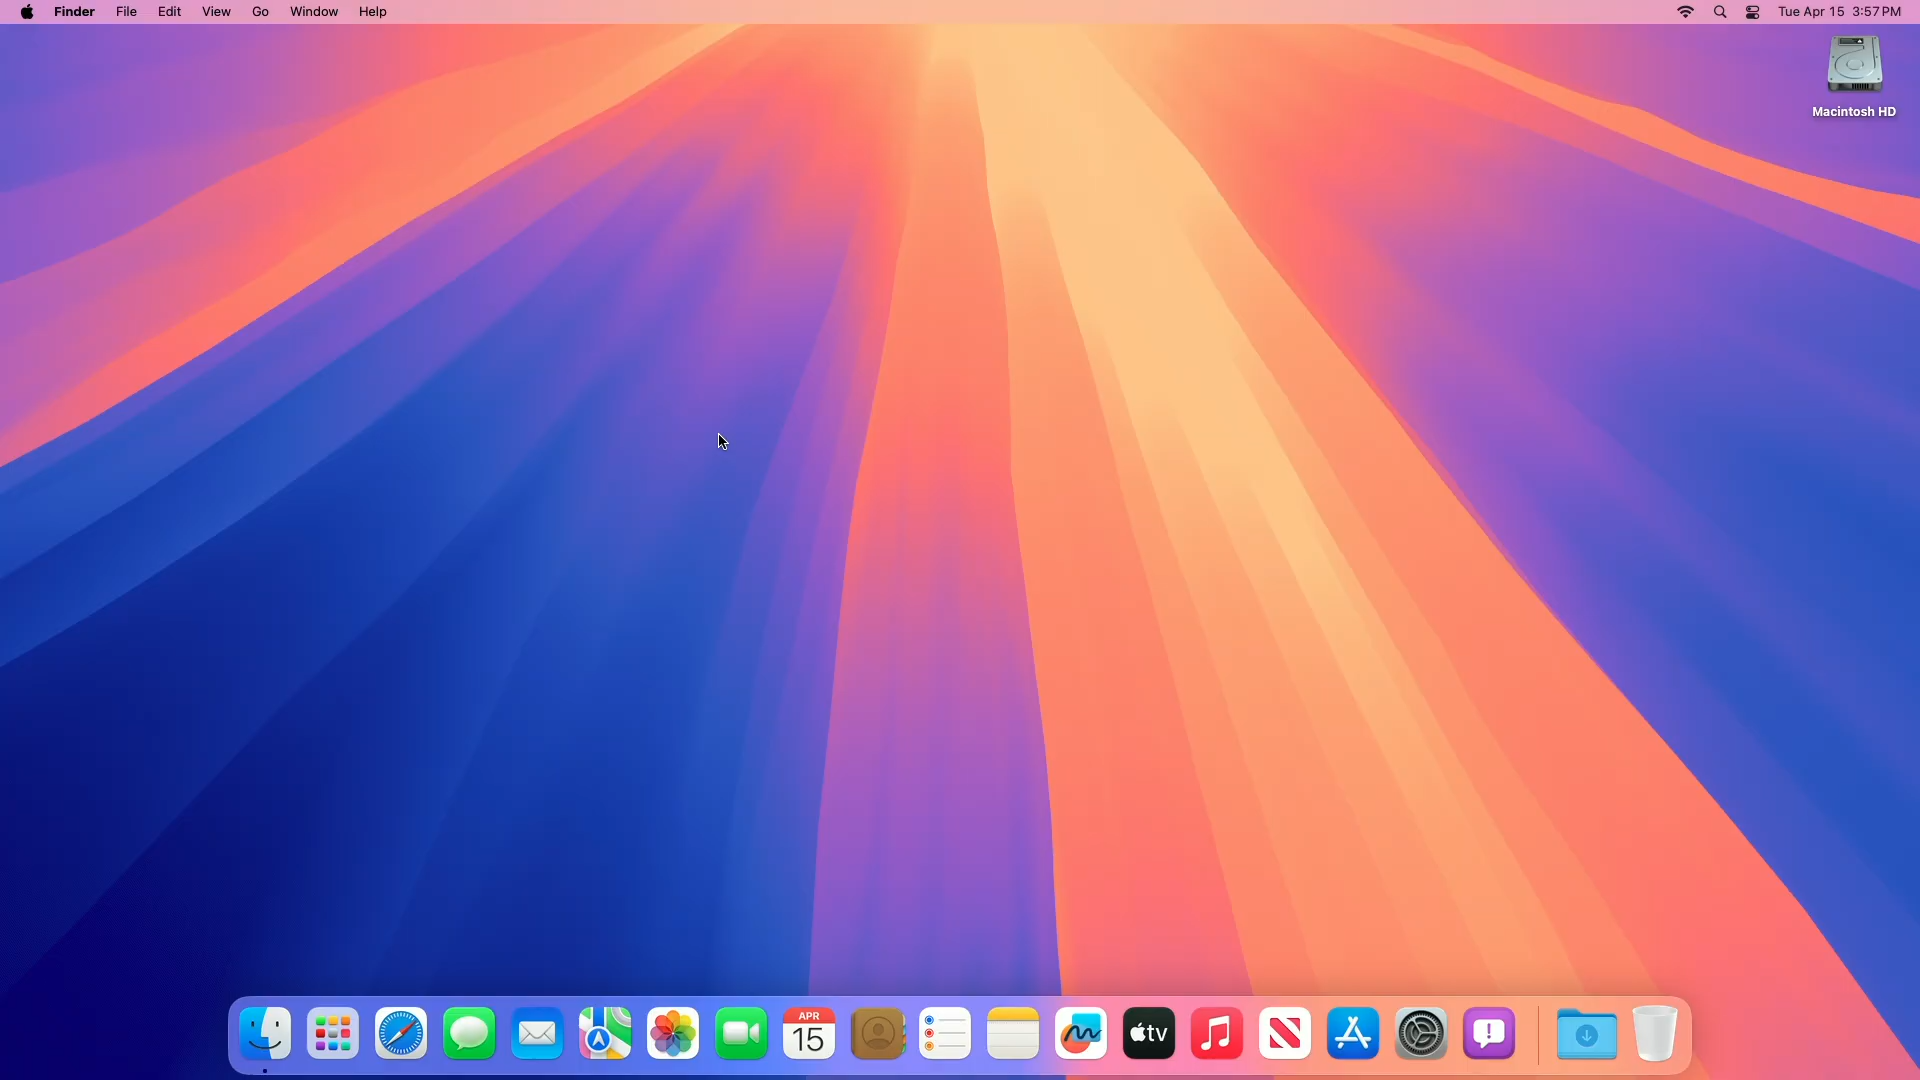 Finder File Edit View Go Window Help Tue Apr 15 3:57 PM
Macintosh HD
APR
15
tv